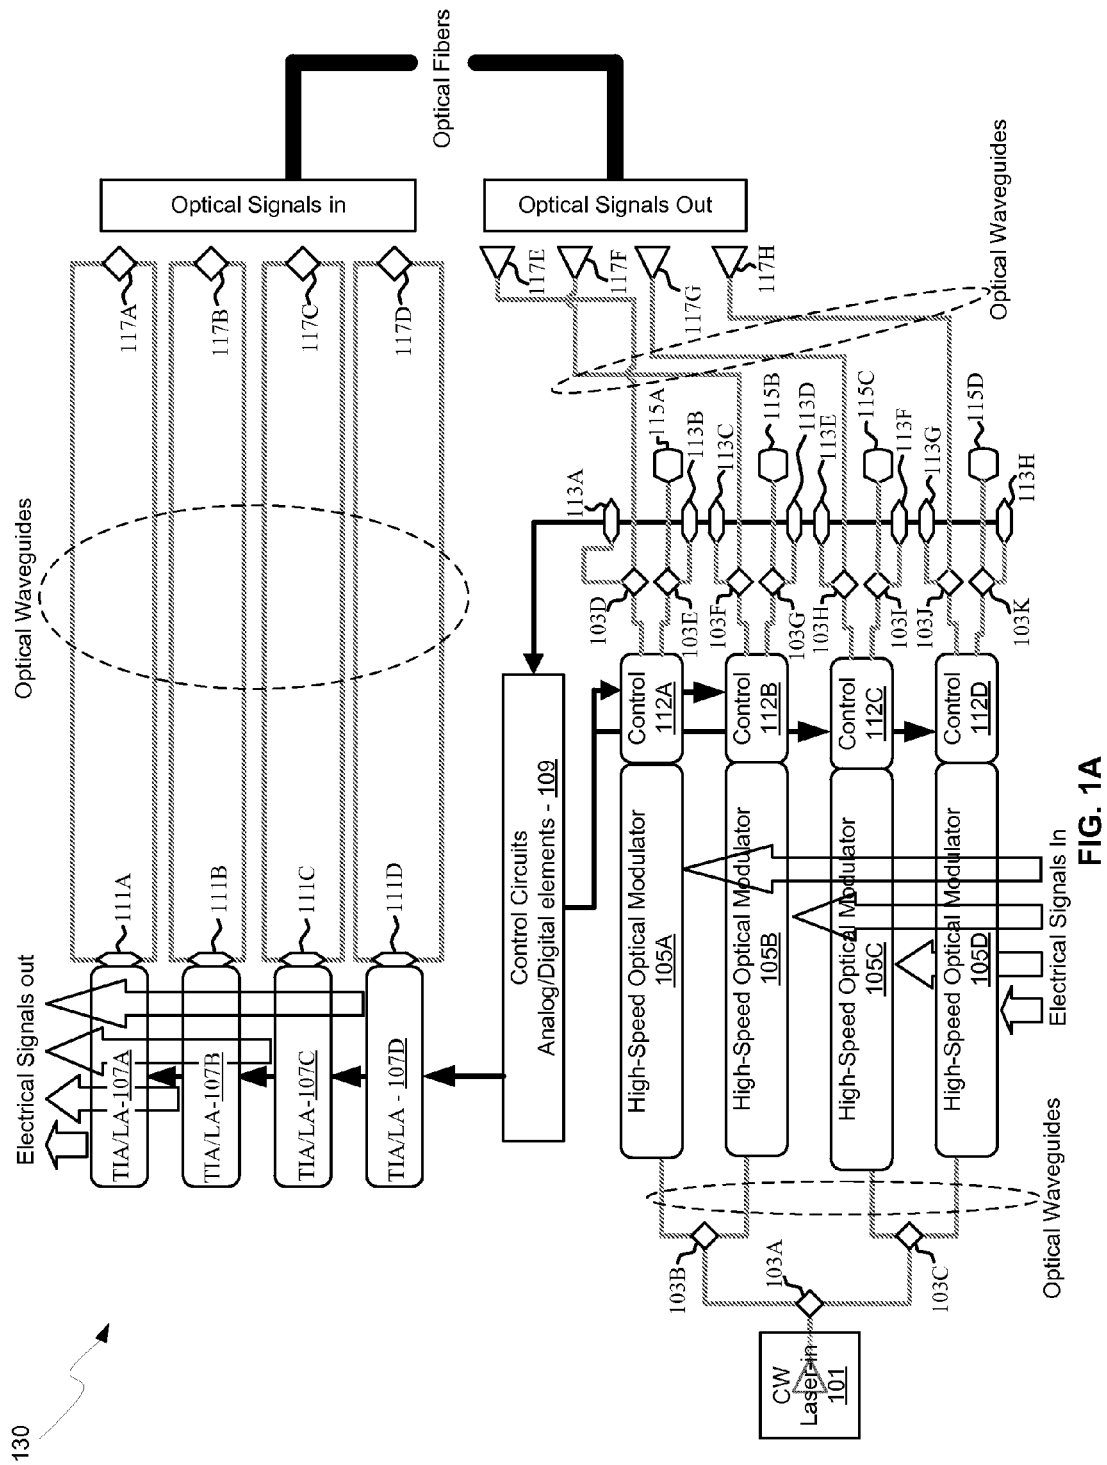 130
Electrical Signals out
Optical Waveguides
TIA/LA-107A
TIA/LA-107B
TIA/LA-107C
TIA/LA - 107D
111A
111B
111C
111D
117A
117B
117C
117D
Optical Signals in
Optical Fibers
Optical Signals Out
117E
117F
117G
117H
Optical Waveguides
Control Circuits
Analog/Digital elements - 109
113A
115A
113B
113C
115B
113D
113E
115C
113F
113G
115D
113H
103D
103E
103F
103G
103H
103I
103J
103K
Control
112A
Control
112B
Control
112C
Control
112D
High-Speed Optical Modulator
105A
High-Speed Optical Modulator
105B
High-Speed Optical Modulator
105C
High-Speed Optical Modulator
105D
Electrical Signals In
Optical Waveguides
103B
103A
103C
CW
Laser-in
101
FIG. 1A